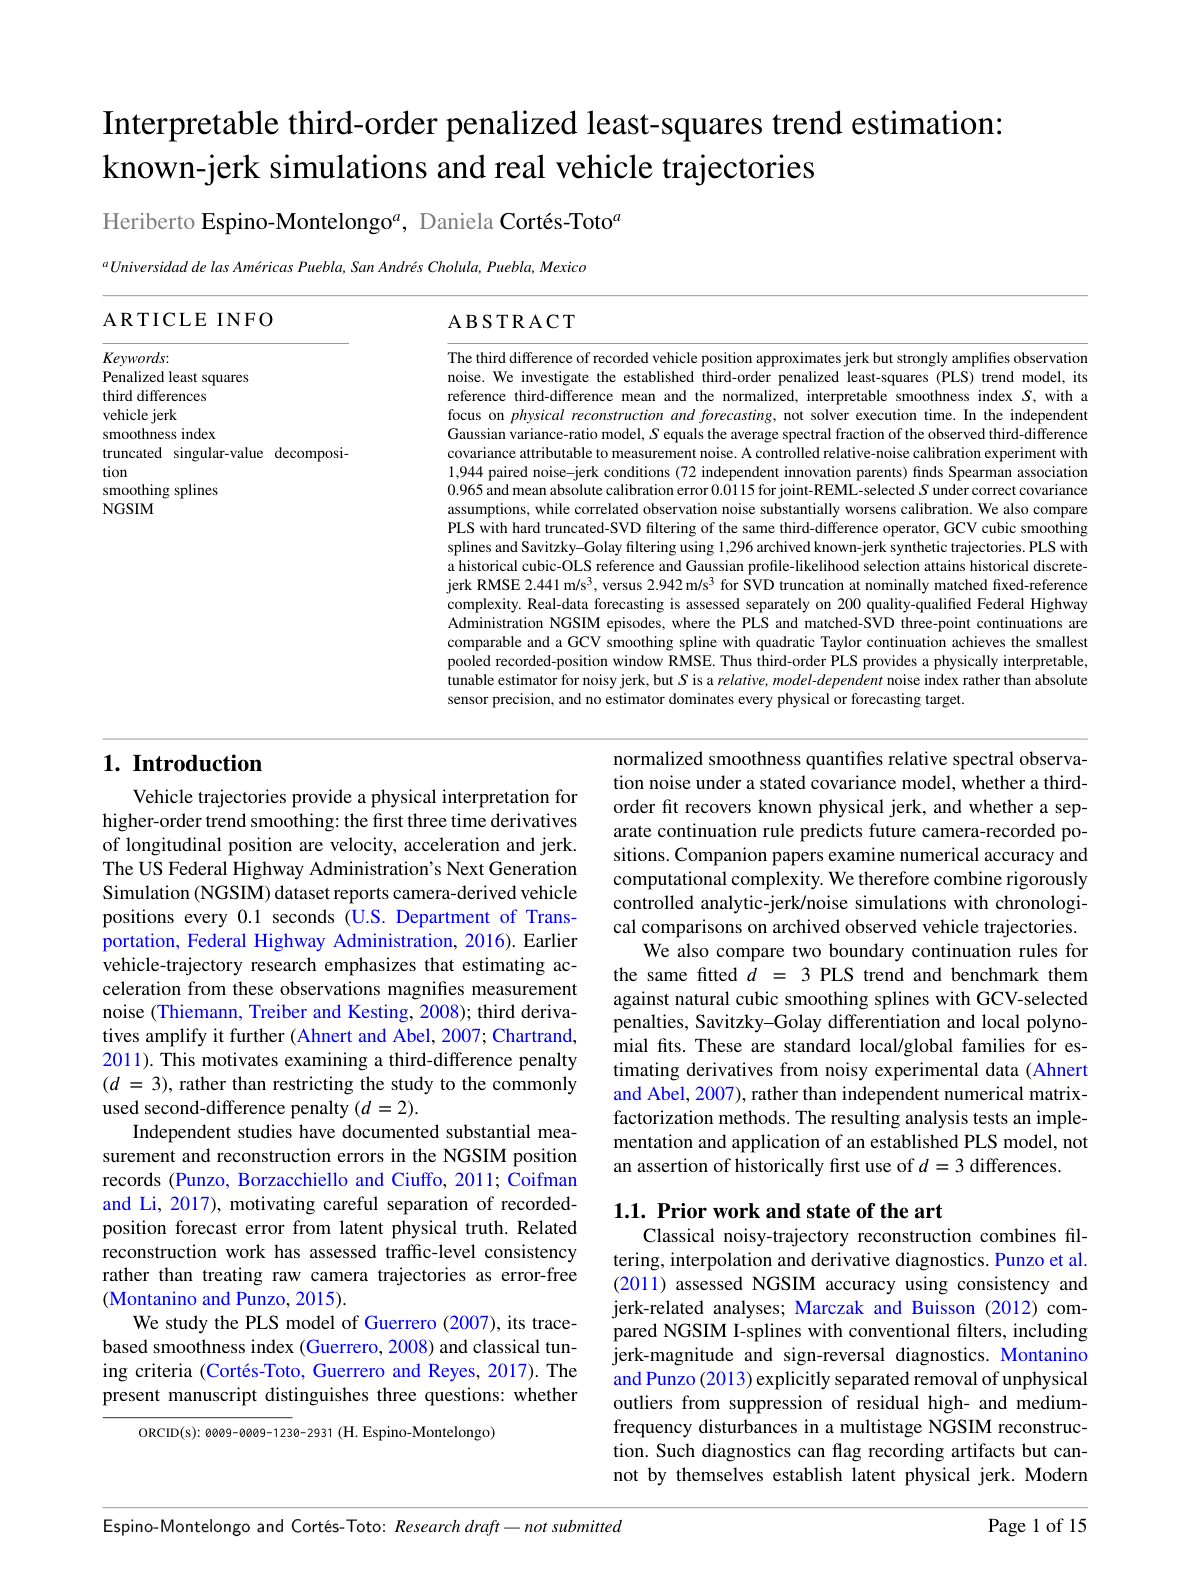 Interpretable third-order penalized least-squares trend estimation:
known-jerk simulations and real vehicle trajectories
Heriberto Espino-Montelongoᵃ, Daniela Cortés-Totoᵃ
ᵃUniversidad de las Américas Puebla, San Andrés Cholula, Puebla, Mexico
ARTICLE INFO
Keywords:
Penalized least squares
third differences
vehicle jerk
smoothness index
truncated singular-value decomposi-
tion
smoothing splines
NGSIM
ABSTRACT
The third difference of recorded vehicle position approximates jerk but strongly amplifies observation
noise. We investigate the established third-order penalized least-squares (PLS) trend model, its
reference third-difference mean and the normalized, interpretable smoothness index S, with a
focus on physical reconstruction and forecasting, not solver execution time. In the independent
Gaussian variance-ratio model, S equals the average spectral fraction of the observed third-difference
covariance attributable to measurement noise. A controlled relative-noise calibration experiment with
1,944 paired noise–jerk conditions (72 independent innovation parents) finds Spearman association
0.965 and mean absolute calibration error 0.0115 for joint-REML-selected S under correct covariance
assumptions, while correlated observation noise substantially worsens calibration. We also compare
PLS with hard truncated-SVD filtering of the same third-difference operator, GCV cubic smoothing
splines and Savitzky–Golay filtering using 1,296 archived known-jerk synthetic trajectories. PLS with
a historical cubic-OLS reference and Gaussian profile-likelihood selection attains historical discrete-
jerk RMSE 2.441 m/s³, versus 2.942 m/s³ for SVD truncation at nominally matched fixed-reference
complexity. Real-data forecasting is assessed separately on 200 quality-qualified Federal Highway
Administration NGSIM episodes, where the PLS and matched-SVD three-point continuations are
comparable and a GCV smoothing spline with quadratic Taylor continuation achieves the smallest
pooled recorded-position window RMSE. Thus third-order PLS provides a physically interpretable,
tunable estimator for noisy jerk, but S is a relative, model-dependent noise index rather than absolute
sensor precision, and no estimator dominates every physical or forecasting target.
1. Introduction
Vehicle trajectories provide a physical interpretation for
higher-order trend smoothing: the first three time derivatives
of longitudinal position are velocity, acceleration and jerk.
The US Federal Highway Administration's Next Generation
Simulation (NGSIM) dataset reports camera-derived vehicle
positions every 0.1 seconds (U.S. Department of Trans-
portation, Federal Highway Administration, 2016). Earlier
vehicle-trajectory research emphasizes that estimating ac-
celeration from these observations magnifies measurement
noise (Thiemann, Treiber and Kesting, 2008); third deriva-
tives amplify it further (Ahnert and Abel, 2007; Chartrand,
2011). This motivates examining a third-difference penalty
(d = 3), rather than restricting the study to the commonly
used second-difference penalty (d = 2).
Independent studies have documented substantial mea-
surement and reconstruction errors in the NGSIM position
records (Punzo, Borzacchiello and Ciuffo, 2011; Coifman
and Li, 2017), motivating careful separation of recorded-
position forecast error from latent physical truth. Related
reconstruction work has assessed traffic-level consistency
rather than treating raw camera trajectories as error-free
(Montanino and Punzo, 2015).
We study the PLS model of Guerrero (2007), its trace-
based smoothness index (Guerrero, 2008) and classical tun-
ing criteria (Cortés-Toto, Guerrero and Reyes, 2017). The
present manuscript distinguishes three questions: whether
ORCID(s): 0009-0009-1230-2931 (H. Espino-Montelongo)
normalized smoothness quantifies relative spectral observa-
tion noise under a stated covariance model, whether a third-
order fit recovers known physical jerk, and whether a sep-
arate continuation rule predicts future camera-recorded po-
sitions. Companion papers examine numerical accuracy and
computational complexity. We therefore combine rigorously
controlled analytic-jerk/noise simulations with chronologi-
cal comparisons on archived observed vehicle trajectories.
We also compare two boundary continuation rules for
the same fitted d = 3 PLS trend and benchmark them
against natural cubic smoothing splines with GCV-selected
penalties, Savitzky–Golay differentiation and local polyno-
mial fits. These are standard local/global families for es-
timating derivatives from noisy experimental data (Ahnert
and Abel, 2007), rather than independent numerical matrix-
factorization methods. The resulting analysis tests an imple-
mentation and application of an established PLS model, not
an assertion of historically first use of d = 3 differences.
1.1. Prior work and state of the art
Classical noisy-trajectory reconstruction combines fil-
tering, interpolation and derivative diagnostics. Punzo et al.
(2011) assessed NGSIM accuracy using consistency and
jerk-related analyses; Marczak and Buisson (2012) com-
pared NGSIM I-splines with conventional filters, including
jerk-magnitude and sign-reversal diagnostics. Montanino
and Punzo (2013) explicitly separated removal of unphysical
outliers from suppression of residual high- and medium-
frequency disturbances in a multistage NGSIM reconstruc-
tion. Such diagnostics can flag recording artifacts but can-
not by themselves establish latent physical jerk. Modern
Espino-Montelongo and Cortés-Toto: Research draft — not submitted
Page 1 of 15